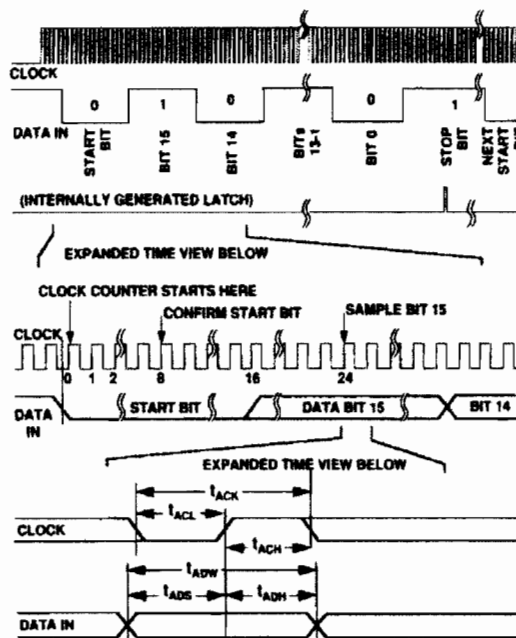 CLOCK
0 1 0 0 1
DATA IN
START BIT
BIT 15
BIT 14
BITs 13-1
BIT 0
STOP BIT
NEXT START
(INTERNALLY GENERATED LATCH)
EXPANDED TIME VIEW BELOW
CLOCK COUNTER STARTS HERE
CONFIRM START BIT
SAMPLE BIT 15
CLOCK
0 1 2 8 16 24
DATA IN
START BIT
DATA BIT 15
BIT 14
EXPANDED TIME VIEW BELOW
tACK
tACL
CLOCK
tACH
tADW
tADS
tADH
DATA IN